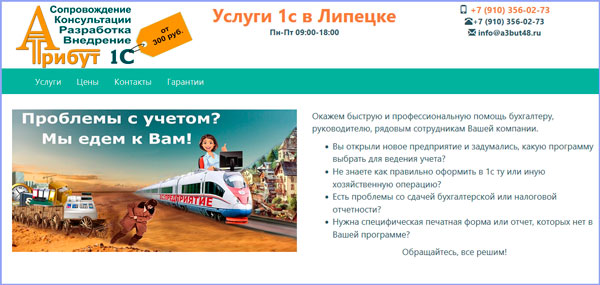 Сопровождение
Консультации
Разработка
Внедрение
Атрибут 1С
от
300 руб.
Услуги 1с в Липецке
Пн-Пт 09:00-18:00
+7 (910) 356-02-73
+7 (910) 356-02-73
info@a3but48.ru
Услуги Цены Контакты Гарантии
Проблемы с учетом?
Мы едем к Вам!
1С:ПРЕДПРИЯТИЕ
Окажем быструю и профессиональную помощь бухгалтеру,
руководителю, рядовым сотрудникам Вашей компании.
• Вы открыли новое предприятие и задумались, какую программу
выбрать для ведения учета?
• Не знаете как правильно оформить в 1с ту или иную
хозяйственную операцию?
• Есть проблемы со сдачей бухгалтерской или налоговой
отчетности?
• Нужна специфическая печатная форма или отчет, которых нет в
Вашей программе?
Обращайтесь, все решим!